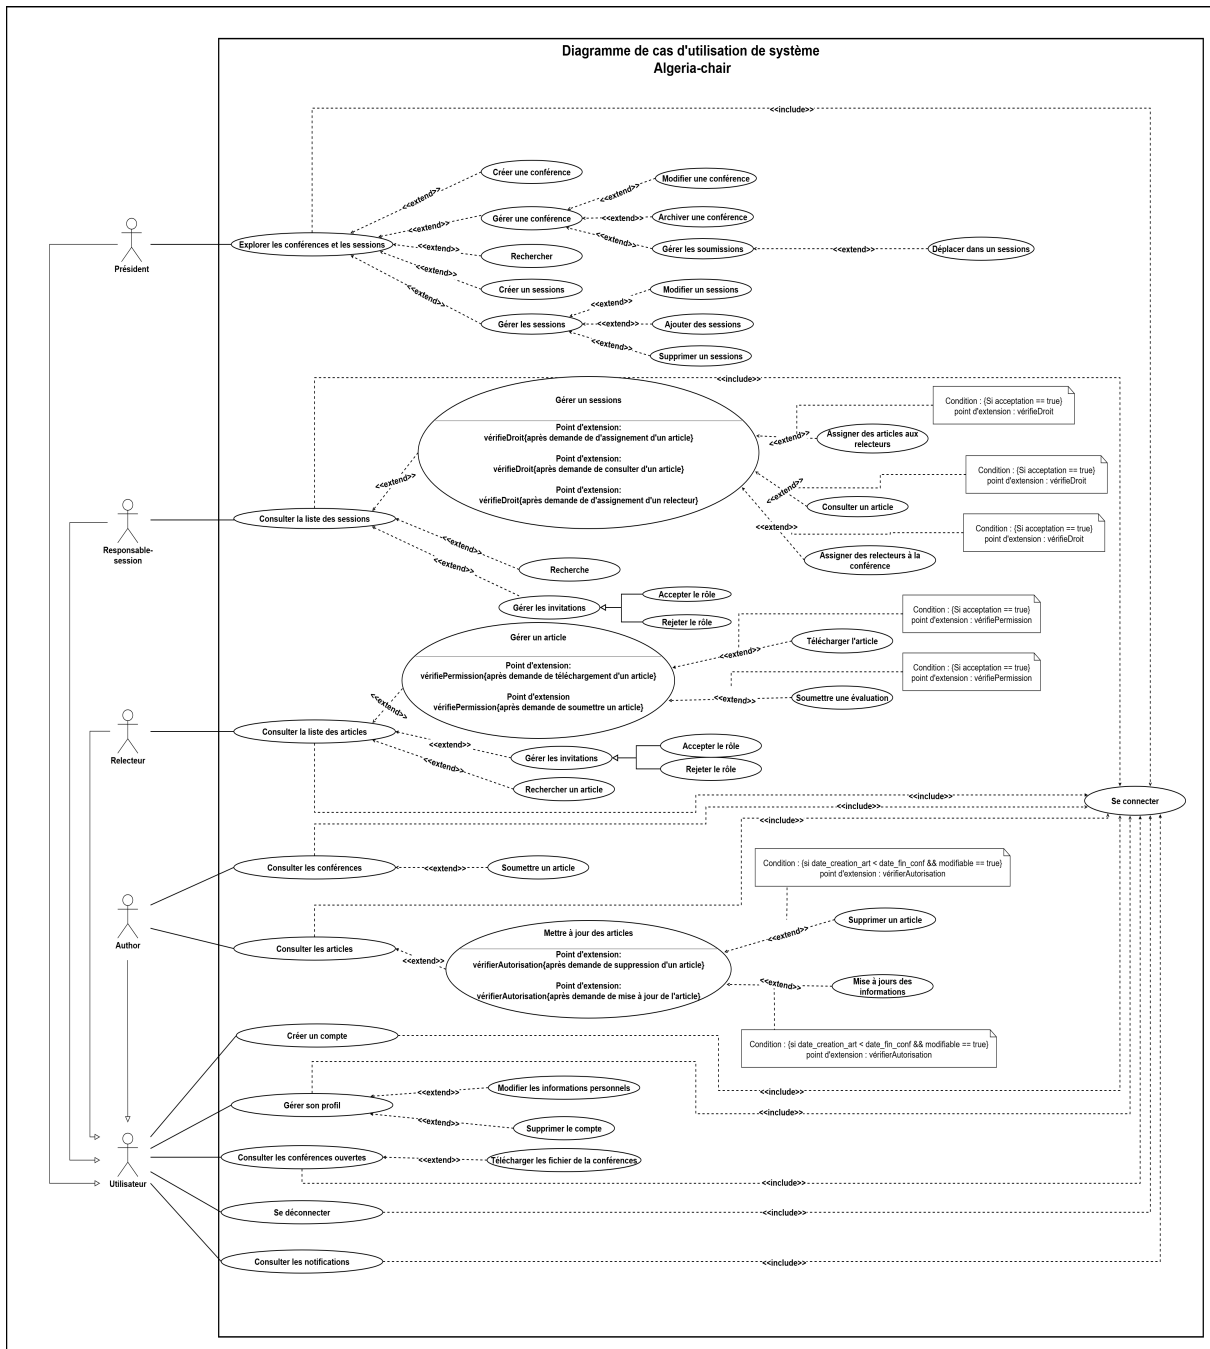 Diagramme de cas d'utilisation de système
Algeria-chair
<<include>>
Créer une conférence
<<extend>>
Modifier une conférence
<<extend>>
Gérer une conférence
<<extend>>
Archiver une conférence
<<extend>>
Président
Explorer les conférences et les sessions
<<extend>>
Rechercher
<<extend>>
Gérer les soumissions
<<extend>>
Déplacer dans un sessions
<<extend>>
Créer un sessions
<<extend>>
Modifier un sessions
<<extend>>
Gérer les sessions
<<extend>>
Ajouter des sessions
<<extend>>
Supprimer un sessions
<<include>>
Gérer un sessions
Point d'extension:
vérifieDroit{après demande de d'assignement d'un article}
Point d'extension:
vérifieDroit{après demande de consulter d'un article}
Point d'extension:
vérifieDroit{après demande de d'assignement d'un relecteur}
Condition : {Si acceptation == true}
point d'extension : vérifieDroit
<<extend>>
Assigner des articles aux
relecteurs
Condition : {Si acceptation == true}
point d'extension : vérifieDroit
<<extend>>
Consulter un article
Condition : {Si acceptation == true}
point d'extension : vérifieDroit
<<extend>>
Assigner des relecteurs à la
conférence
Responsable-
session
Consulter la liste des sessions
<<extend>>
<<extend>>
Recherche
<<extend>>
Gérer les invitations
Accepter le rôle
Rejeter le rôle
Gérer un article
Point d'extension:
vérifiePermission{après demande de téléchargement d'un article}
Point d'extension
vérifiePermission{après demande de soumettre un article}
Condition : {Si acceptation == true}
point d'extension : vérifiePermission
<<extend>>
Télécharger l'article
Condition : {Si acceptation == true}
point d'extension : vérifiePermission
<<extend>>
Soumettre une évaluation
Relecteur
Consulter la liste des articles
<<extend>>
<<extend>>
Gérer les invitations
Accepter le rôle
Rejeter le rôle
<<extend>>
Rechercher un article
<<include>>
Se connecter
<<include>>
<<include>>
Consulter les conférences
<<extend>>
Soumettre un article
Condition : {si date_creation_art < date_fin_conf && modifiable == true}
point d'extension : vérifierAutorisation
Author
Consulter les articles
<<extend>>
Mettre à jour des articles
Point d'extension:
vérifierAutorisation{après demande de suppression d'un article}
Point d'extension:
vérifierAutorisation{après demande de mise à jour de l'article}
<<extend>>
Supprimer un article
<<extend>>
Mise à jours des
informations
Condition : {si date_creation_art < date_fin_conf && modifiable == true}
point d'extension : vérifierAutorisation
Créer un compte
<<include>>
Gérer son profil
<<extend>>
Modifier les informations personnels
<<extend>>
Supprimer le compte
<<include>>
Utilisateur
Consulter les conférences ouvertes
<<extend>>
Télécharger les fichier de la conférences
<<include>>
Se déconnecter
<<include>>
Consulter les notifications
<<include>>